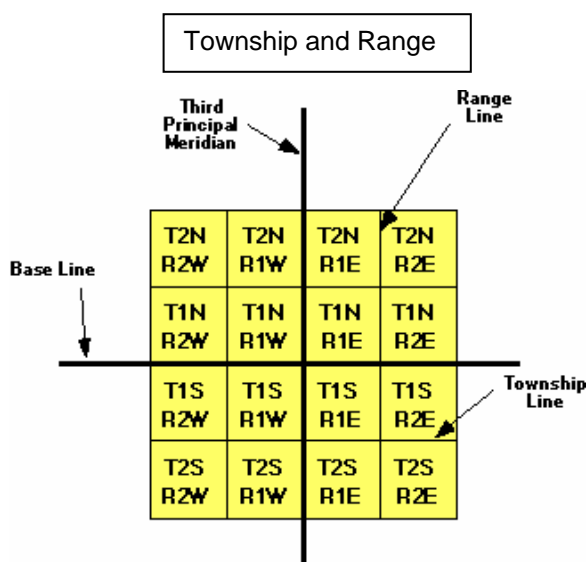 Township and Range
Third
Principal
Meridian
Range
Line
T2N T2N T2N T2N
R2W R1W R1E R2E
Base Line
T1N T1N T1N T1N
R2W R1W R1E R2E
T1S T1S T1S T1S
R2W R1W R1E R2E
Township
Line
T2S T2S T2S T2S
R2W R1W R1E R2E